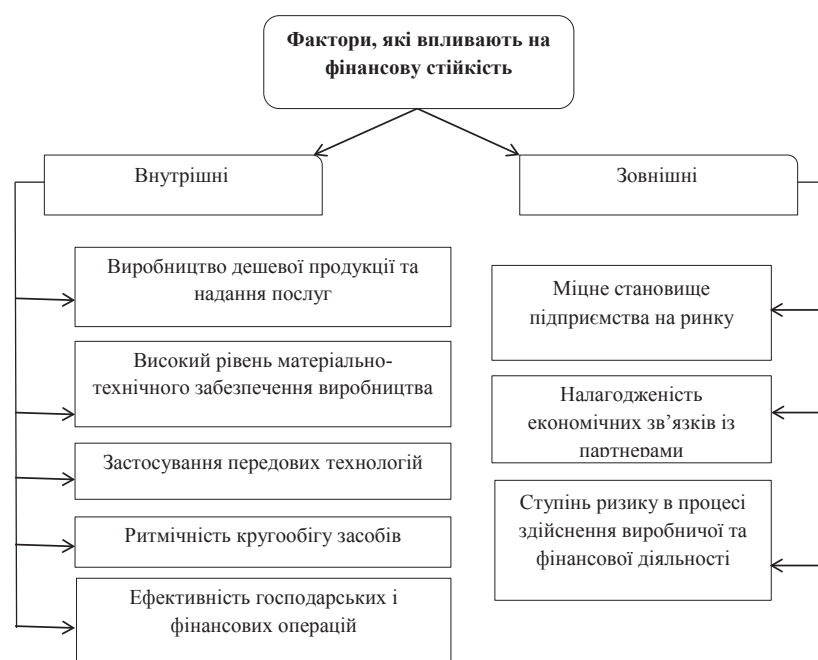 Фактори, які впливають на
фінансову стійкість
Внутрішні
Зовнішні
Виробництво дешевої продукції та
надання послуг
Високий рівень матеріально-
технічного забезпечення виробництва
Застосування передових технологій
Ритмічність кругообігу засобів
Ефективність господарських і
фінансових операцій
Міцне становище
підприємства на ринку
Налагодженість
економічних зв’язків із
партнерами
Ступінь ризику в процесі
здійснення виробничої та
фінансової діяльності